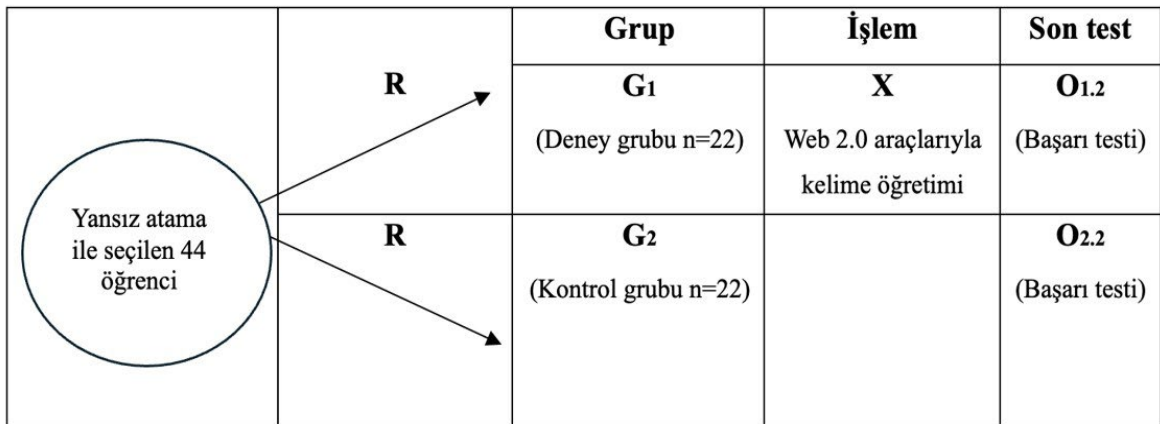 Grup İşlem Son test
R G1 X O1.2
(Deney grubu n=22) Web 2.0 araçlarıyla (Başarı testi)
kelime öğretimi
Yansız atama
ile seçilen 44
öğrenci
R G2 O2.2
(Kontrol grubu n=22) (Başarı testi)